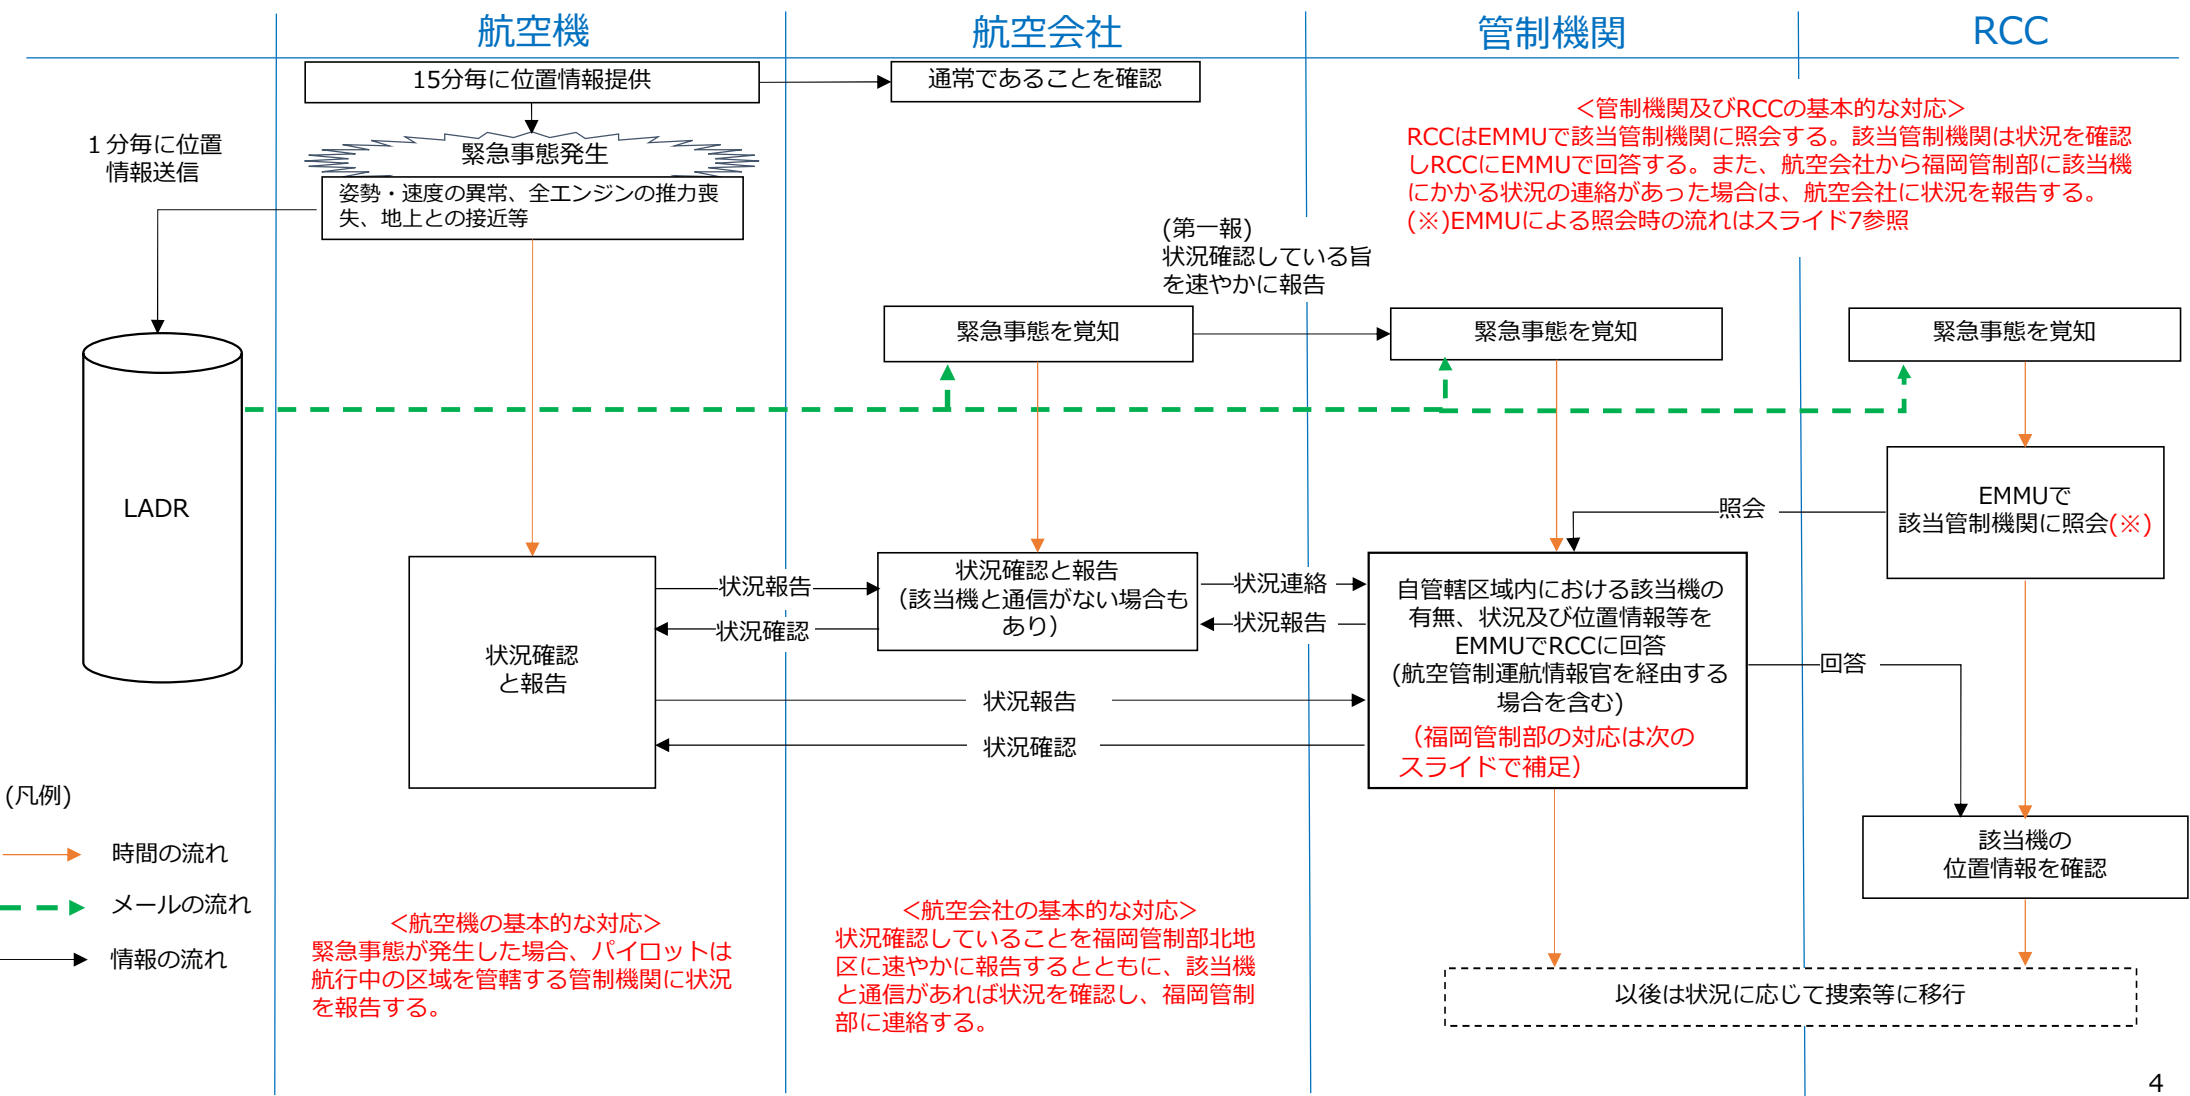 航空機
航空会社
管制機関
RCC
15分毎に位置情報提供
通常であることを確認
緊急事態発生
姿勢・速度の異常、全エンジンの推力喪
失、地上との接近等
１分毎に位置
情報送信
LADR
＜管制機関及びRCCの基本的な対応＞
RCCはEMMUで該当管制機関に照会する。該当管制機関は状況を確認
しRCCにEMMUで回答する。また、航空会社から福岡管制部に該当機
にかかる状況の連絡があった場合は、航空会社に状況を報告する。
(※)EMMUによる照会時の流れはスライド7参照
(第一報)
状況確認している旨
を速やかに報告
緊急事態を覚知
緊急事態を覚知
緊急事態を覚知
EMMUで
該当管制機関に照会(※)
照会
状況確認
と報告
状況報告
状況確認
状況確認と報告
（該当機と通信がない場合も
あり）
状況連絡
状況報告
状況報告
状況確認
自管轄区域内における該当機の
有無、状況及び位置情報等を
EMMUでRCCに回答
(航空管制運航情報官を経由する
場合を含む)
（福岡管制部の対応は次の
スライドで補足）
回答
該当機の
位置情報を確認
以後は状況に応じて捜索等に移行
(凡例)
時間の流れ
メールの流れ
情報の流れ
＜航空機の基本的な対応＞
緊急事態が発生した場合、パイロットは
航行中の区域を管轄する管制機関に状況
を報告する。
＜航空会社の基本的な対応＞
状況確認していることを福岡管制部北地
区に速やかに報告するとともに、該当機
と通信があれば状況を確認し、福岡管制
部に連絡する。
4